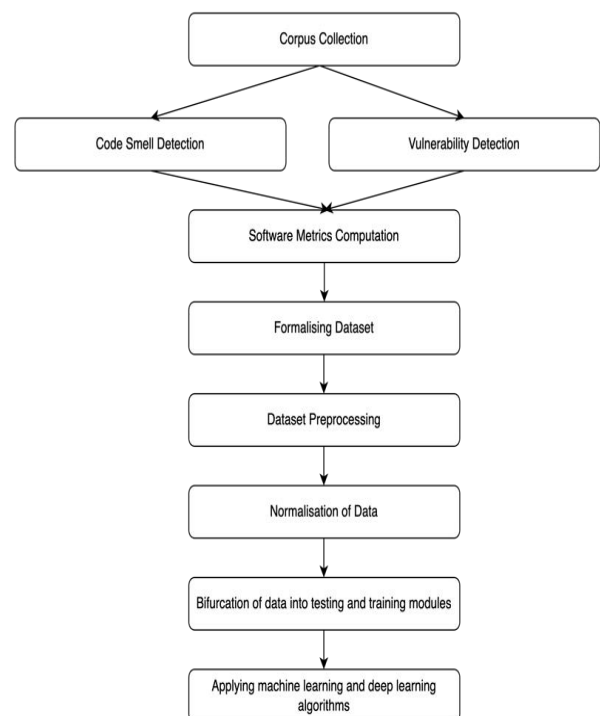 Corpus Collection
Code Smell Detection
Vulnerability Detection
Software Metrics Computation
Formalising Dataset
Dataset Preprocessing
Normalisation of Data
Bifurcation of data into testing and training modules
Applying machine learning and deep learning
algorithms